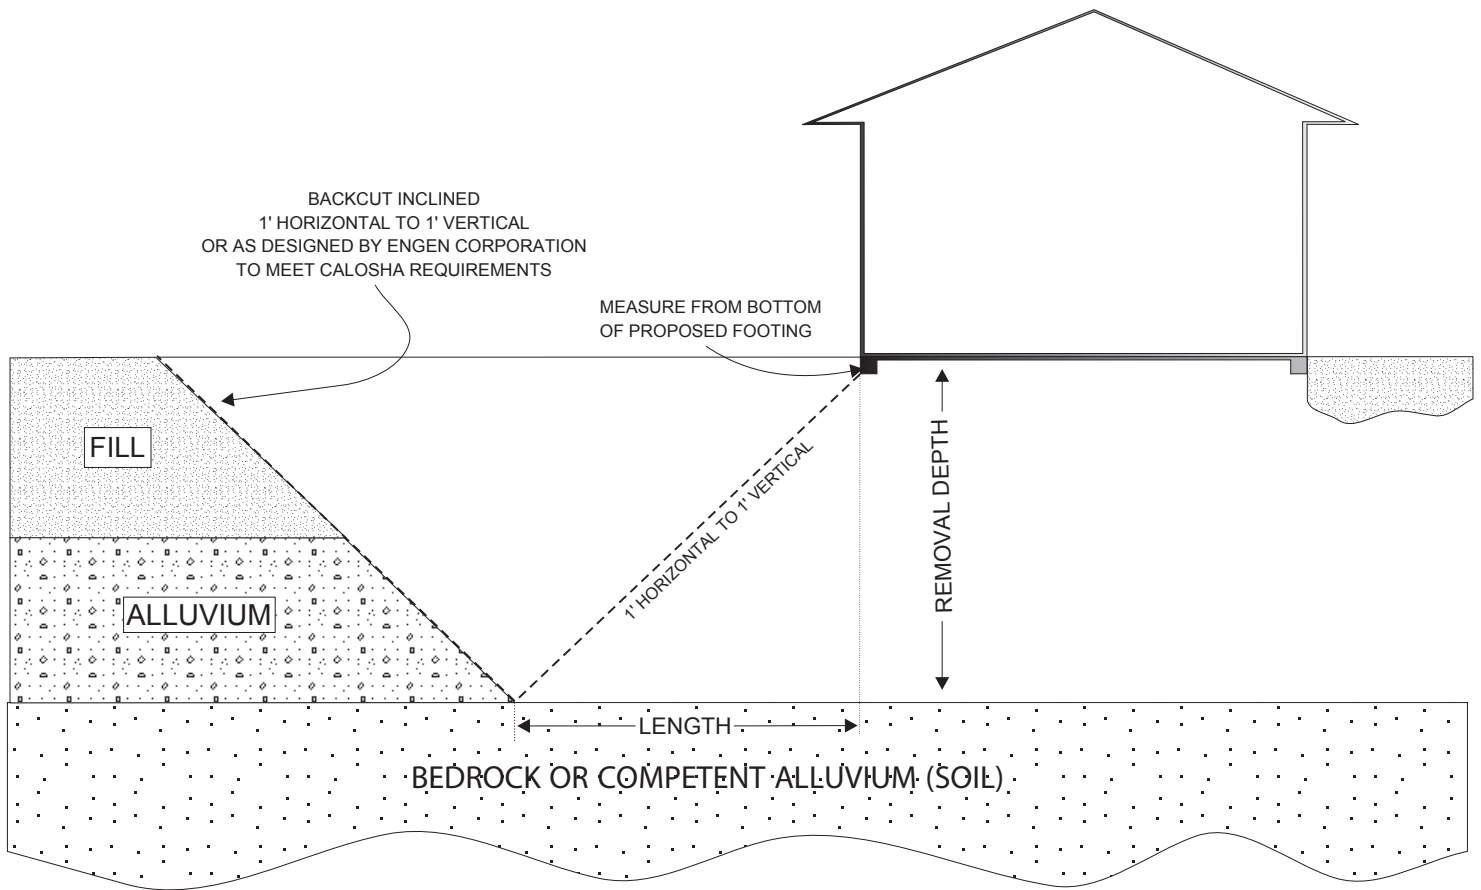 BACKCUT INCLINED
1' HORIZONTAL TO 1' VERTICAL
OR AS DESIGNED BY ENGEN CORPORATION
TO MEET CALOSHA REQUIREMENTS
MEASURE FROM BOTTOM
OF PROPOSED FOOTING
FILL
1' HORIZONTAL TO 1' VERTICAL
REMOVAL DEPTH
ALLUVIUM
LENGTH
BEDROCK OR COMPETENT ALLUVIUM (SOIL)